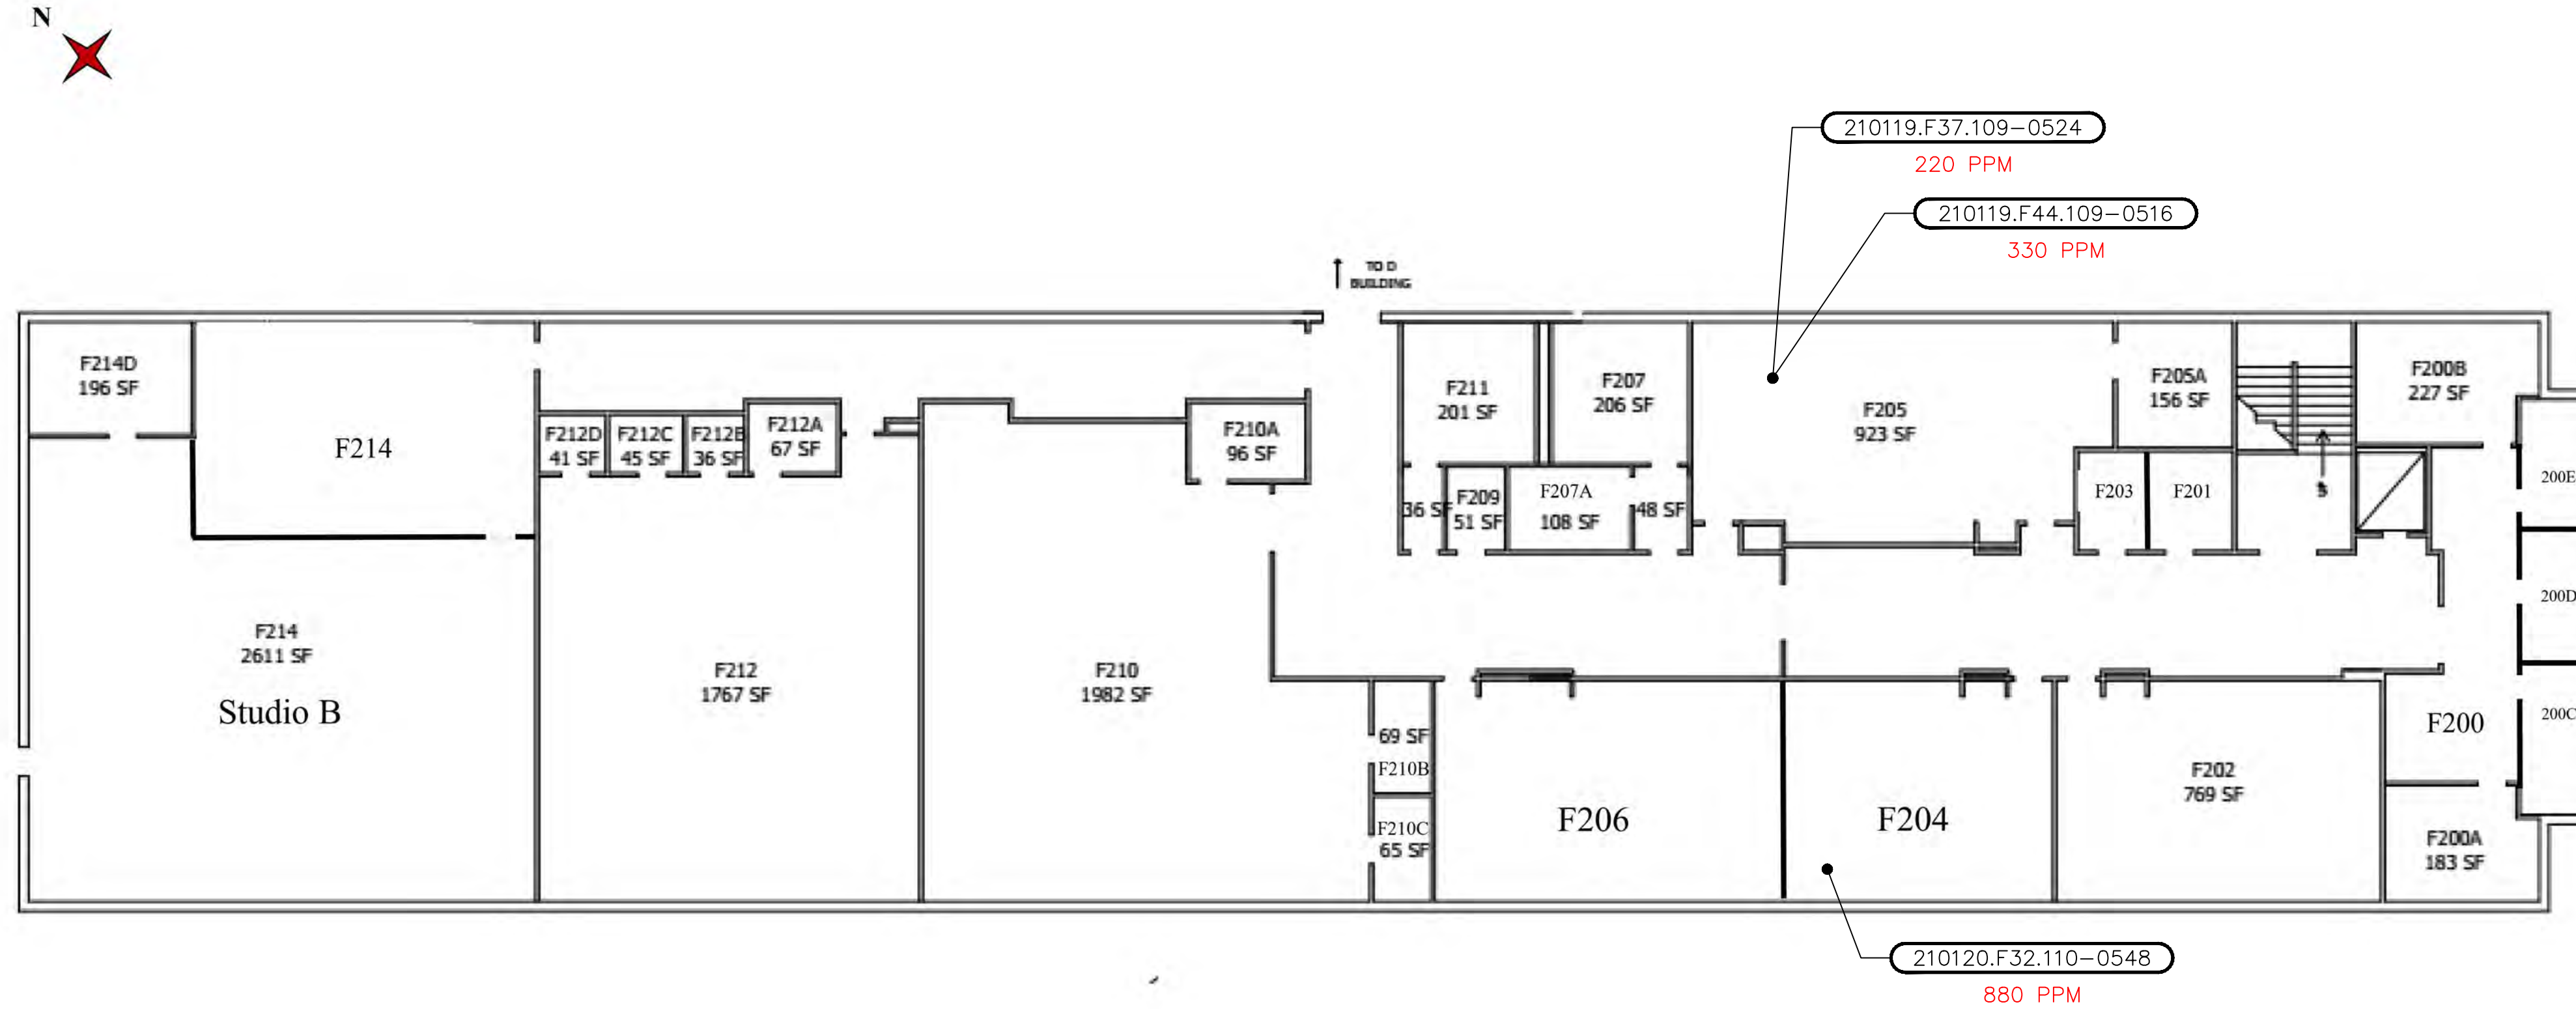 N
210119.F37.109-0524
220 PPM
210119.F44.109-0516
330 PPM
TO D
BUILDING
F214D
196 SF
F214
F212D
41 SF
F212C
45 SF
F212B
36 SF
F212A
67 SF
F210A
96 SF
F211
201 SF
F207
206 SF
F205
923 SF
F205A
156 SF
F200B
227 SF
36 SF
F209
51 SF
F207A
108 SF
48 SF
F203
F201
200E
200D
F214
2611 SF
Studio B
F212
1767 SF
F210
1982 SF
69 SF
F210B
F210C
65 SF
F206
F204
F202
769 SF
F200
200C
F200A
183 SF
210120.F32.110-0548
880 PPM